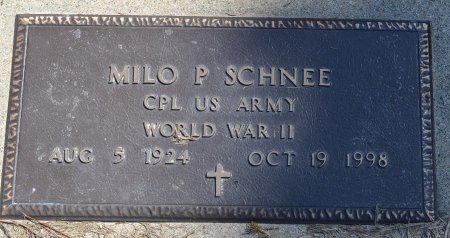 MILO P SCHNEE
CPL US ARMY
WORLD WAR II
AUG 5 1924 OCT 19 1998